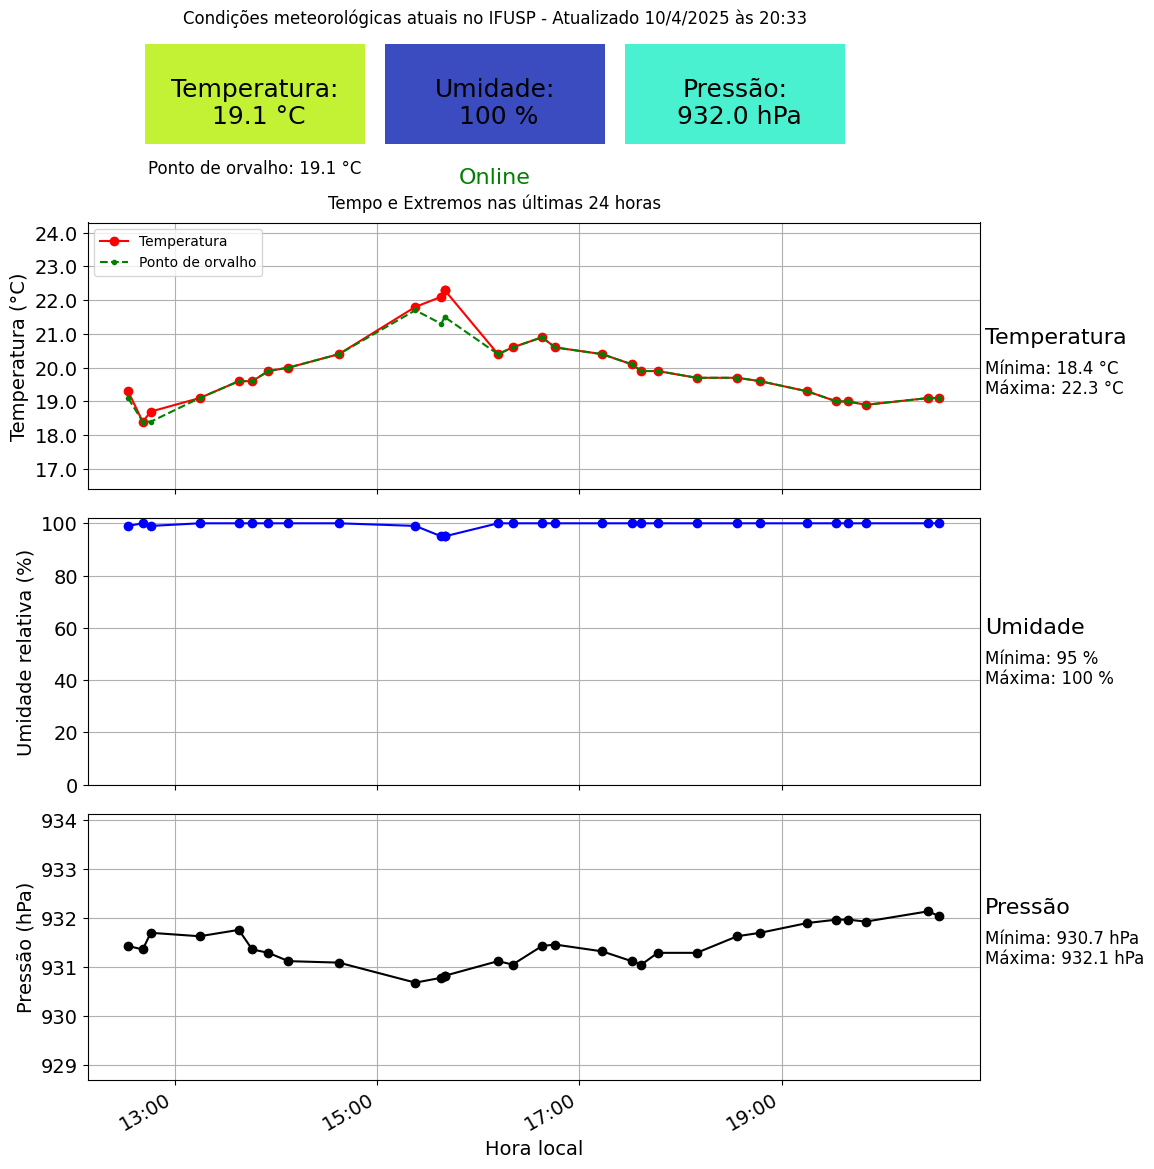 Condições meteorológicas atuais no IFUSP - Atualizado 10/4/2025 às 20:33
Temperatura:
19.1 °C
Umidade:
100 %
Pressão:
932.0 hPa
Ponto de orvalho: 19.1 °C
Online
Tempo e Extremos nas últimas 24 horas
Temperatura (°C)
24.0
23.0
22.0
21.0
20.0
19.0
18.0
17.0
Temperatura
Ponto de orvalho
Temperatura
Mínima: 18.4 °C
Máxima: 22.3 °C
Umidade relativa (%)
100
80
60
40
20
0
Umidade
Mínima: 95 %
Máxima: 100 %
Pressão (hPa)
934
933
932
931
930
929
Pressão
Mínima: 930.7 hPa
Máxima: 932.1 hPa
13:00
15:00
17:00
19:00
Hora local